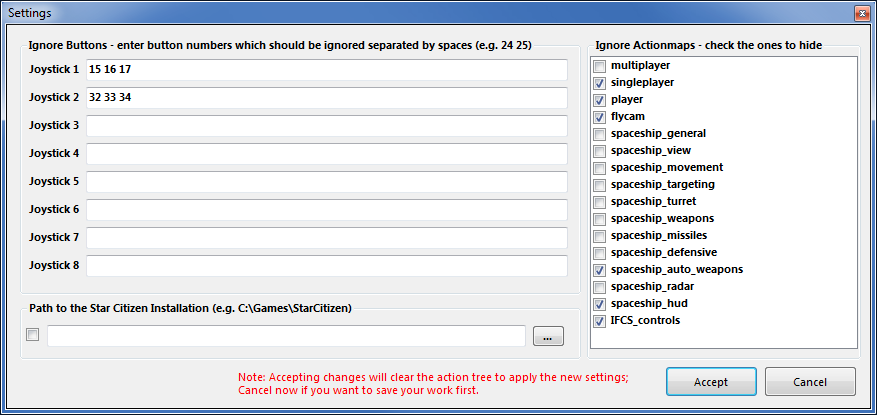 Settings
Ignore Buttons - enter button numbers which should be ignored separated by spaces (e.g. 24 25)
Joystick 1 15 16 17
Joystick 2 32 33 34
Joystick 3
Joystick 4
Joystick 5
Joystick 6
Joystick 7
Joystick 8
Path to the Star Citizen Installation (e.g. C:\Games\StarCitizen)
...
Ignore Actionmaps - check the ones to hide
multiplayer
singleplayer
player
flycam
spaceship_general
spaceship_view
spaceship_movement
spaceship_targeting
spaceship_turret
spaceship_weapons
spaceship_missiles
spaceship_defensive
spaceship_auto_weapons
spaceship_radar
spaceship_hud
IFCS_controls
Note: Accepting changes will clear the action tree to apply the new settings;
Cancel now if you want to save your work first.
Accept
Cancel